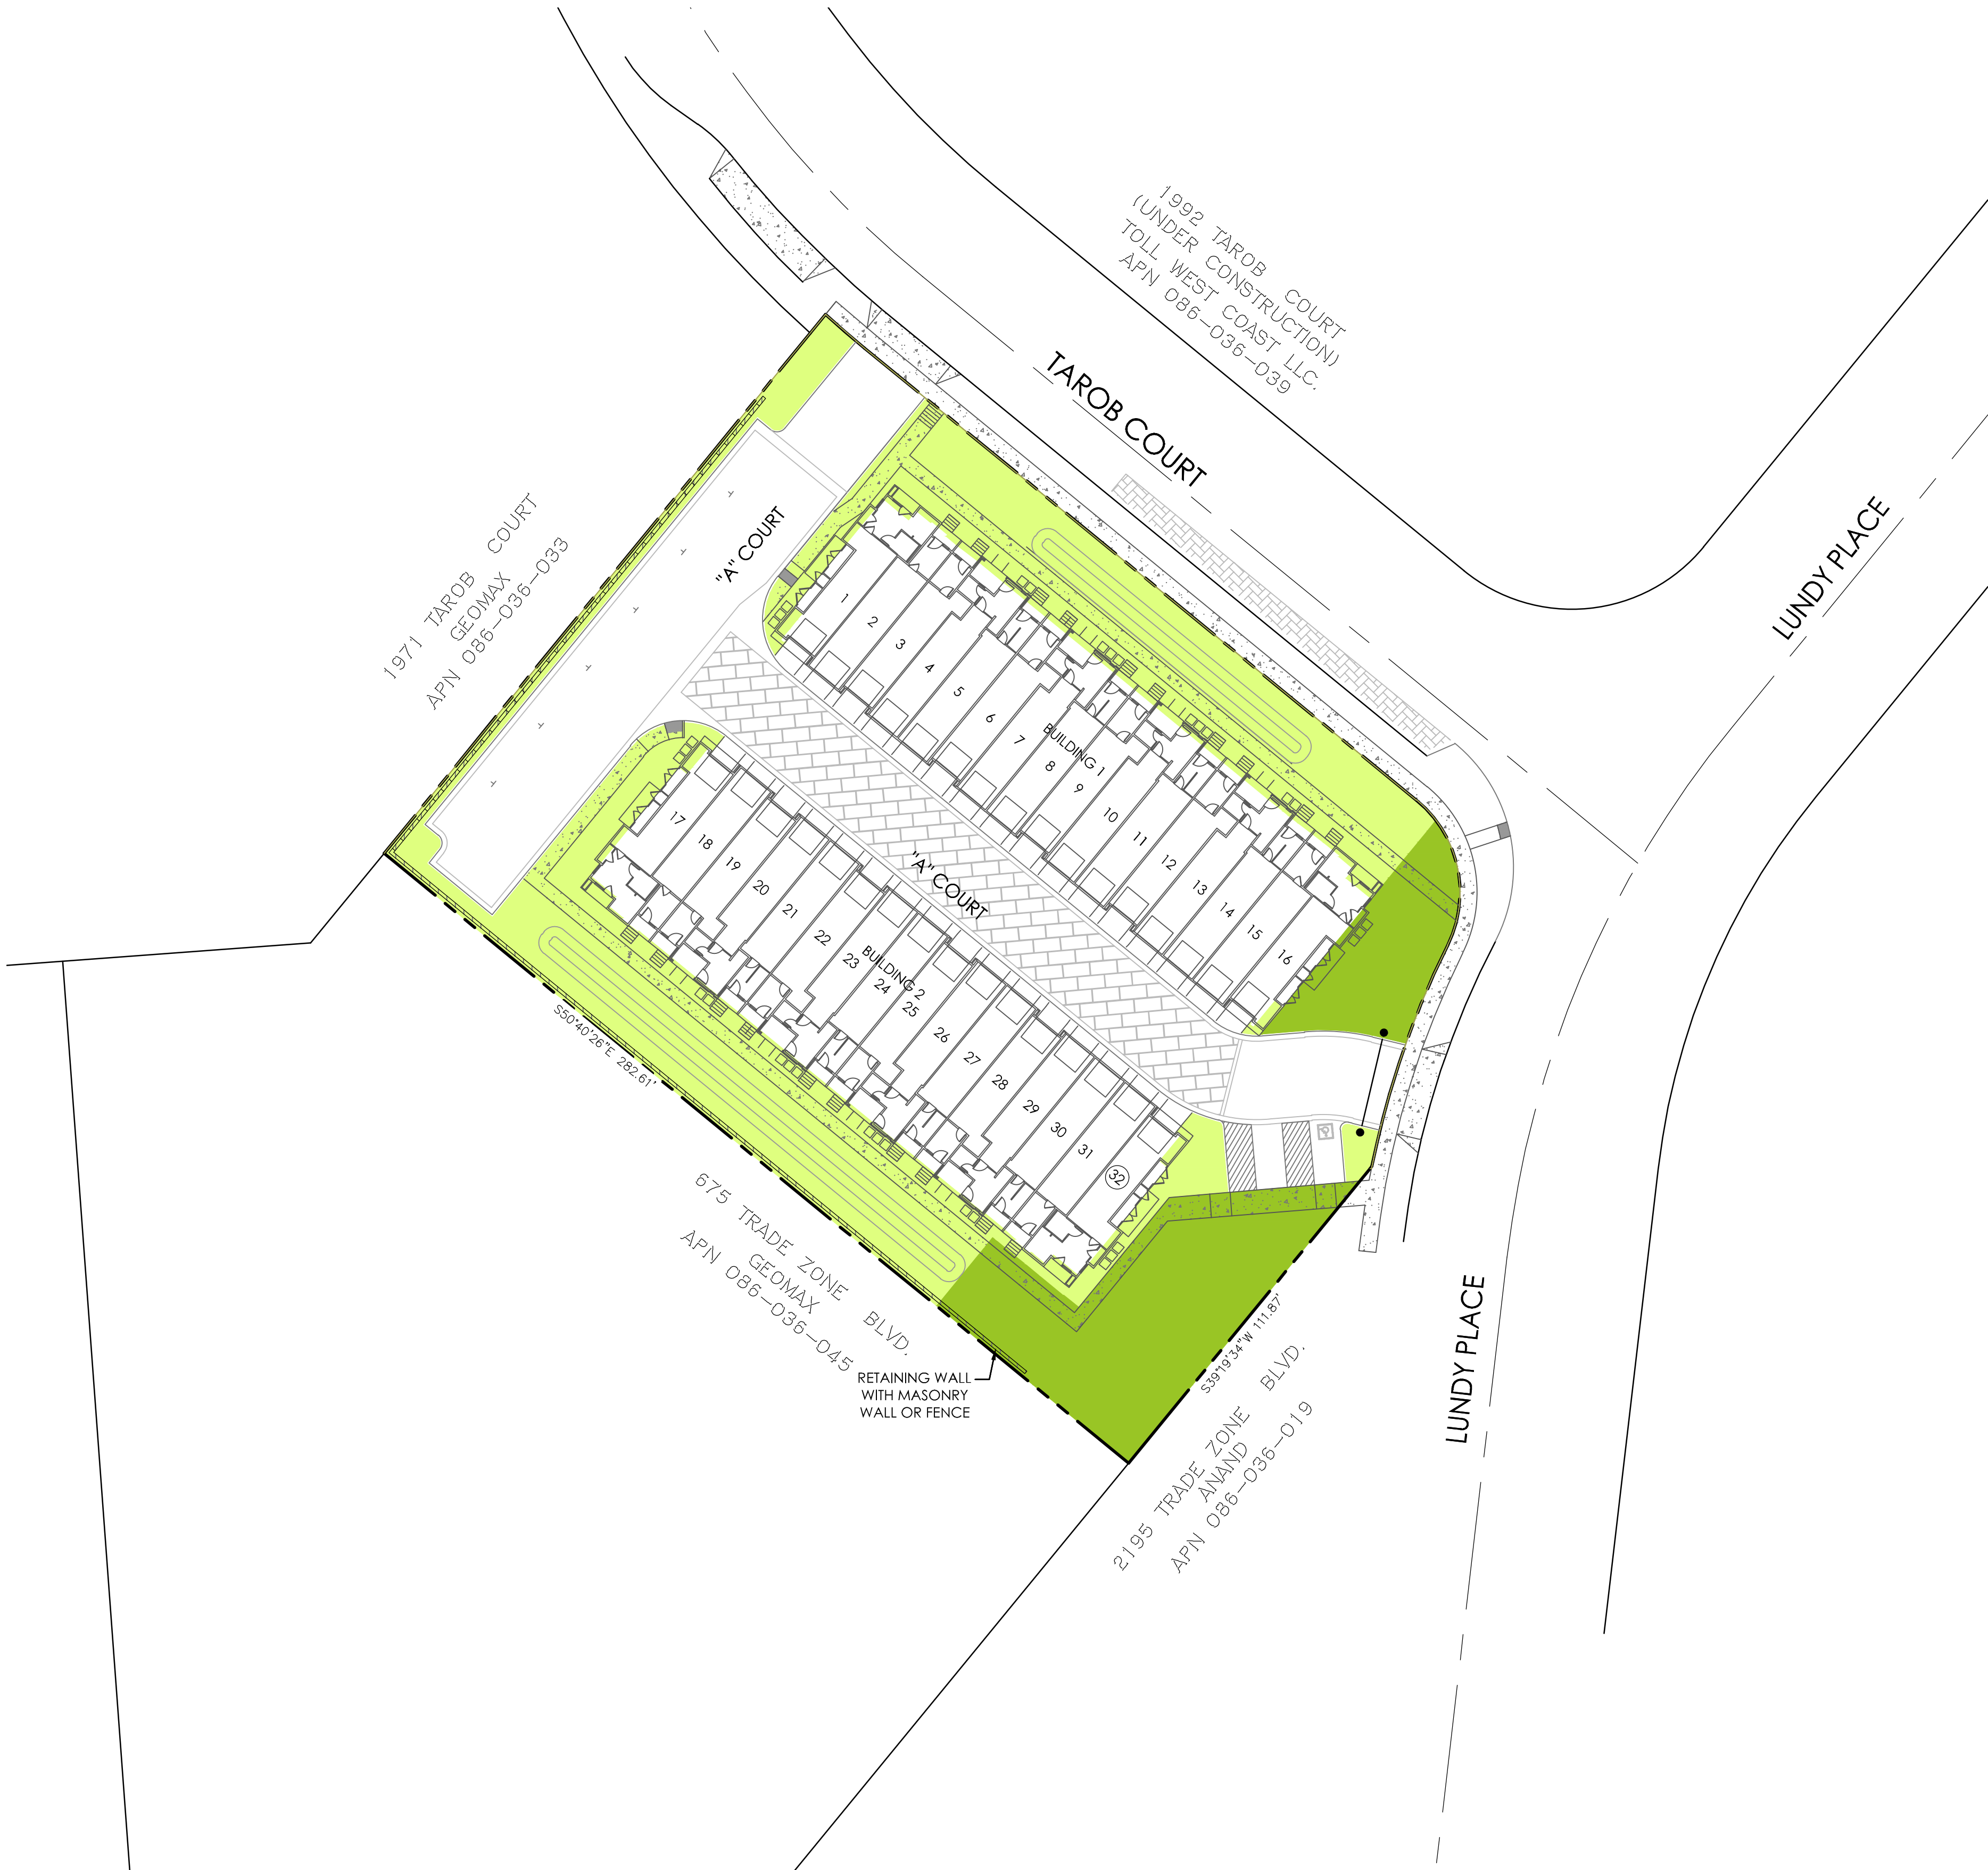 1992 TAROB COURT
(UNDER CONSTRUCTION)
TOLL WEST COAST LLC.
APN 086-036-039
TAROB COURT
LUNDY PLACE
1971 TAROB COURT
GEOMAX
APN 086-036-033
"A" COURT
1
2
3
4
5
6
7
BUILDING 1
8
9
10
11
12
13
14
15
16
"A" COURT
17
18
19
20
21
22
23
BUILDING 2
24
25
26
27
28
29
30
31
32
S50°40'26"E 282.61'
675 TRADE ZONE BLVD.
GEOMAX
APN 086-036-045
RETAINING WALL
WITH MASONRY
WALL OR FENCE
S39°19'34"W 111.87'
2195 TRADE ZONE BLVD.
ANAND
APN 086-036-019
LUNDY PLACE